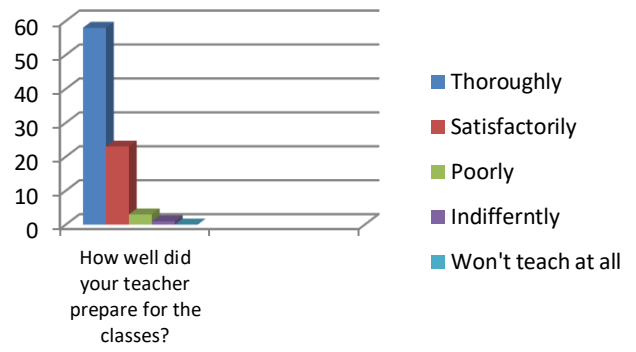 60
50
40
30
20
10
0
How well did
your teacher
prepare for the
classes?
Thoroughly
Satisfactorily
Poorly
Indifferntly
Won't teach at all